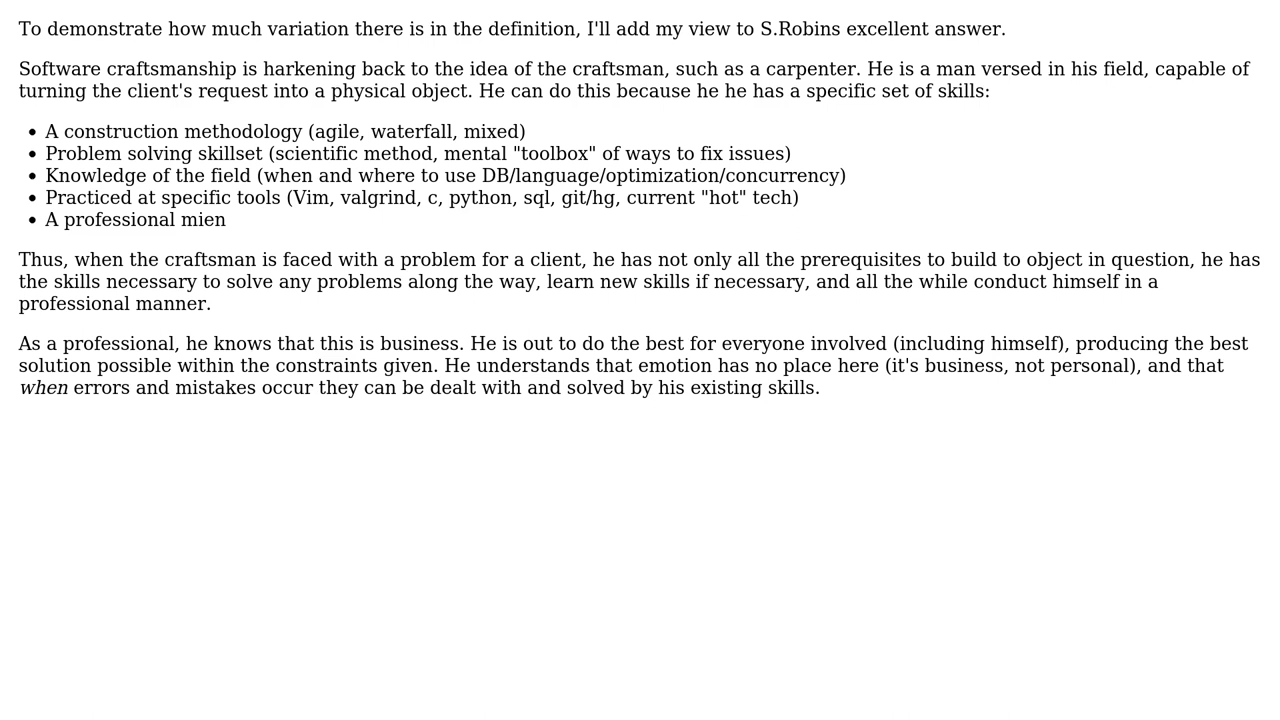 To demonstrate how much variation there is in the definition, I'll add my view to S.Robins excellent answer.
Software craftsmanship is harkening back to the idea of the craftsman, such as a carpenter. He is a man versed in his field, capable of
turning the client's request into a physical object. He can do this because he he has a specific set of skills:
• A construction methodology (agile, waterfall, mixed)
• Problem solving skillset (scientific method, mental "toolbox" of ways to fix issues)
• Knowledge of the field (when and where to use DB/language/optimization/concurrency)
• Practiced at specific tools (Vim, valgrind, c, python, sql, git/hg, current "hot" tech)
• A professional mien
Thus, when the craftsman is faced with a problem for a client, he has not only all the prerequisites to build to object in question, he has
the skills necessary to solve any problems along the way, learn new skills if necessary, and all the while conduct himself in a
professional manner.
As a professional, he knows that this is business. He is out to do the best for everyone involved (including himself), producing the best
solution possible within the constraints given. He understands that emotion has no place here (it's business, not personal), and that
when errors and mistakes occur they can be dealt with and solved by his existing skills.